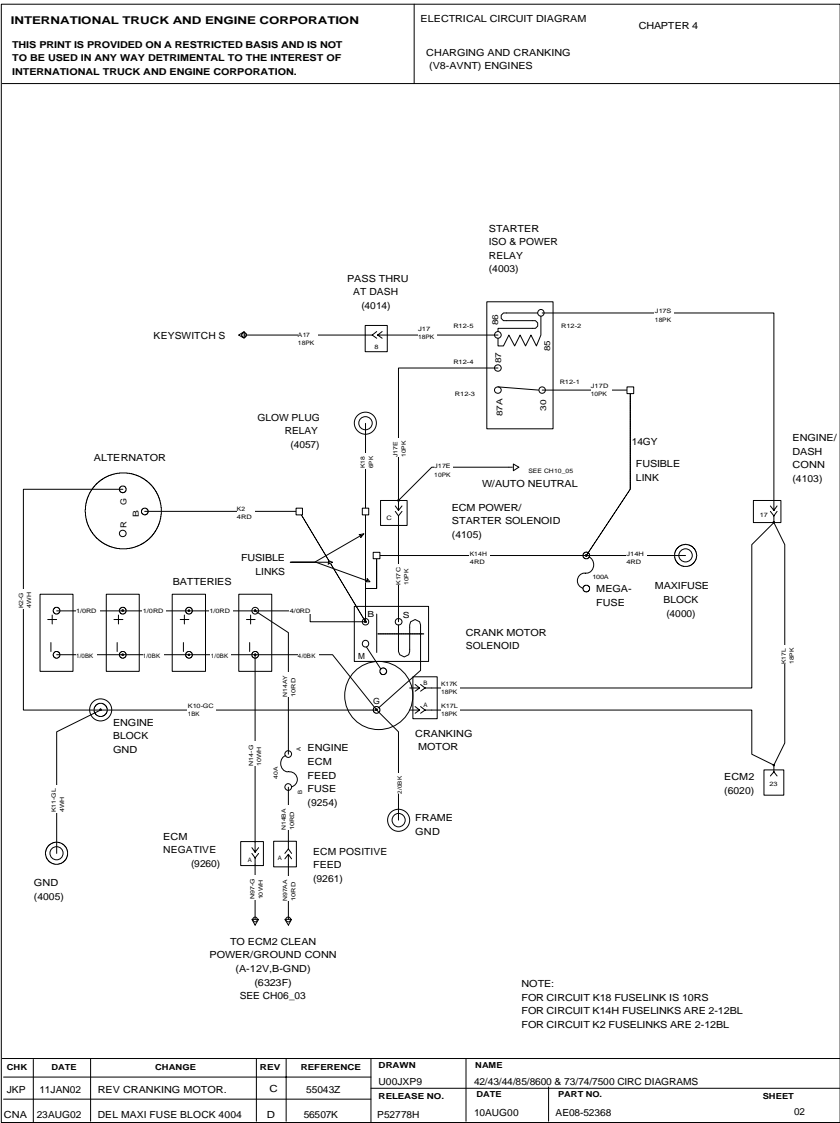 INTERNATIONAL TRUCK AND ENGINE CORPORATION
THIS PRINT IS PROVIDED ON A RESTRICTED BASIS AND IS NOT
TO BE USED IN ANY WAY DETRIMENTAL TO THE INTEREST OF
INTERNATIONAL TRUCK AND ENGINE CORPORATION.
ELECTRICAL CIRCUIT DIAGRAM
CHAPTER 4
CHARGING AND CRANKING
(V8-AVNT) ENGINES
STARTER
ISO & POWER
RELAY
(4003)
PASS THRU
AT DASH
(4014)
KEYSWITCH S
A17
18PK
8
J17
18PK
R12-5
86
85
R12-2
J17S
18PK
R12-4
87
R12-3
87A
30
R12-1
J17D
10PK
GLOW PLUG
RELAY
(4057)
K18
6PK
J17E
10PK
J17E
10PK
SEE CH10_05
W/AUTO NEUTRAL
14GY
FUSIBLE
LINK
ENGINE/
DASH
CONN
(4103)
17
ALTERNATOR
G
B
R
K2
4RD
C
ECM POWER/
STARTER SOLENOID
(4105)
FUSIBLE
LINKS
K17C
10PK
K14H
4RD
J14H
4RD
100A
MEGA-
FUSE
MAXIFUSE
BLOCK
(4000)
K2-G
4WH
BATTERIES
1/0RD
1/0RD
1/0RD
4/0RD
+
+
+
+
1/0BK
1/0BK
1/0BK
4/0BK
B
S
M
CRANK MOTOR
SOLENOID
N14AY
10RD
K17L
18PK
B
K17K
18PK
A
K17L
18PK
G
CRANKING
MOTOR
K10-GC
1BK
ENGINE
BLOCK
GND
N14-G
10WH
A
40A
B
ENGINE
ECM
FEED
FUSE
(9254)
2/0BK
ECM2
(6020)
23
K11-GL
4WH
N14BA
10RD
FRAME
GND
ECM
NEGATIVE
(9260)
A
A
ECM POSITIVE
FEED
(9261)
GND
(4005)
N97-G
10WH
N97AA
10RD
TO ECM2 CLEAN
POWER/GROUND CONN
(A-12V,B-GND)
(6323F)
SEE CH06_03
NOTE:
FOR CIRCUIT K18 FUSELINK IS 10RS
FOR CIRCUIT K14H FUSELINKS ARE 2-12BL
FOR CIRCUIT K2 FUSELINKS ARE 2-12BL
CHK DATE CHANGE REV REFERENCE
JKP 11JAN02 REV CRANKING MOTOR. C 55043Z
CNA 23AUG02 DEL MAXI FUSE BLOCK 4004 D 56507K
DRAWN
U00JXP9
RELEASE NO.
P52778H
NAME
42/43/44/85/8600 & 73/74/7500 CIRC DIAGRAMS
DATE
10AUG00
PART NO.
AE08-52368
SHEET
02